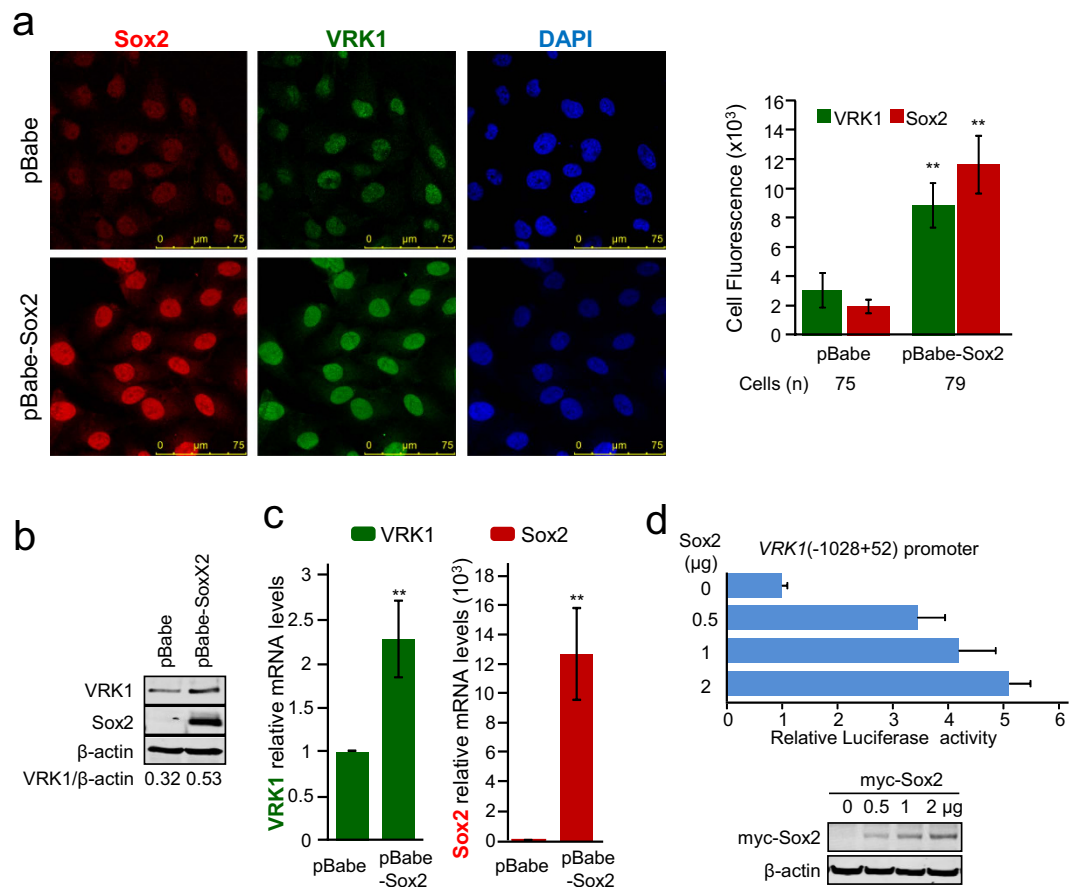 a
Sox2 VRK1 DAPI
pBabe
0 µm 75 0 µm 75 0 µm 75
pBabe-Sox2
0 µm 75 0 µm 75 0 µm 75
Cell Fluorescence (x10³)
16
14
12
10
8
6
4
2
0
VRK1 Sox2
**
**
pBabe pBabe-Sox2
Cells (n) 75 79
b
pBabe
pBabe-SoxX2
VRK1
Sox2
β-actin
VRK1/β-actin 0.32 0.53
c
VRK1 Sox2
VRK1 relative mRNA levels
3
2.5
2
1.5
1
0.5
0
**
pBabe pBabe
-Sox2
Sox2 relative mRNA levels (10³)
18
16
14
12
10
8
6
4
2
0
**
pBabe pBabe
-Sox2
d
Sox2
(µg)
VRK1(-1028+52) promoter
0
0.5
1
2
0 1 2 3 4 5 6
Relative Luciferase activity
myc-Sox2
0 0.5 1 2 µg
myc-Sox2
β-actin